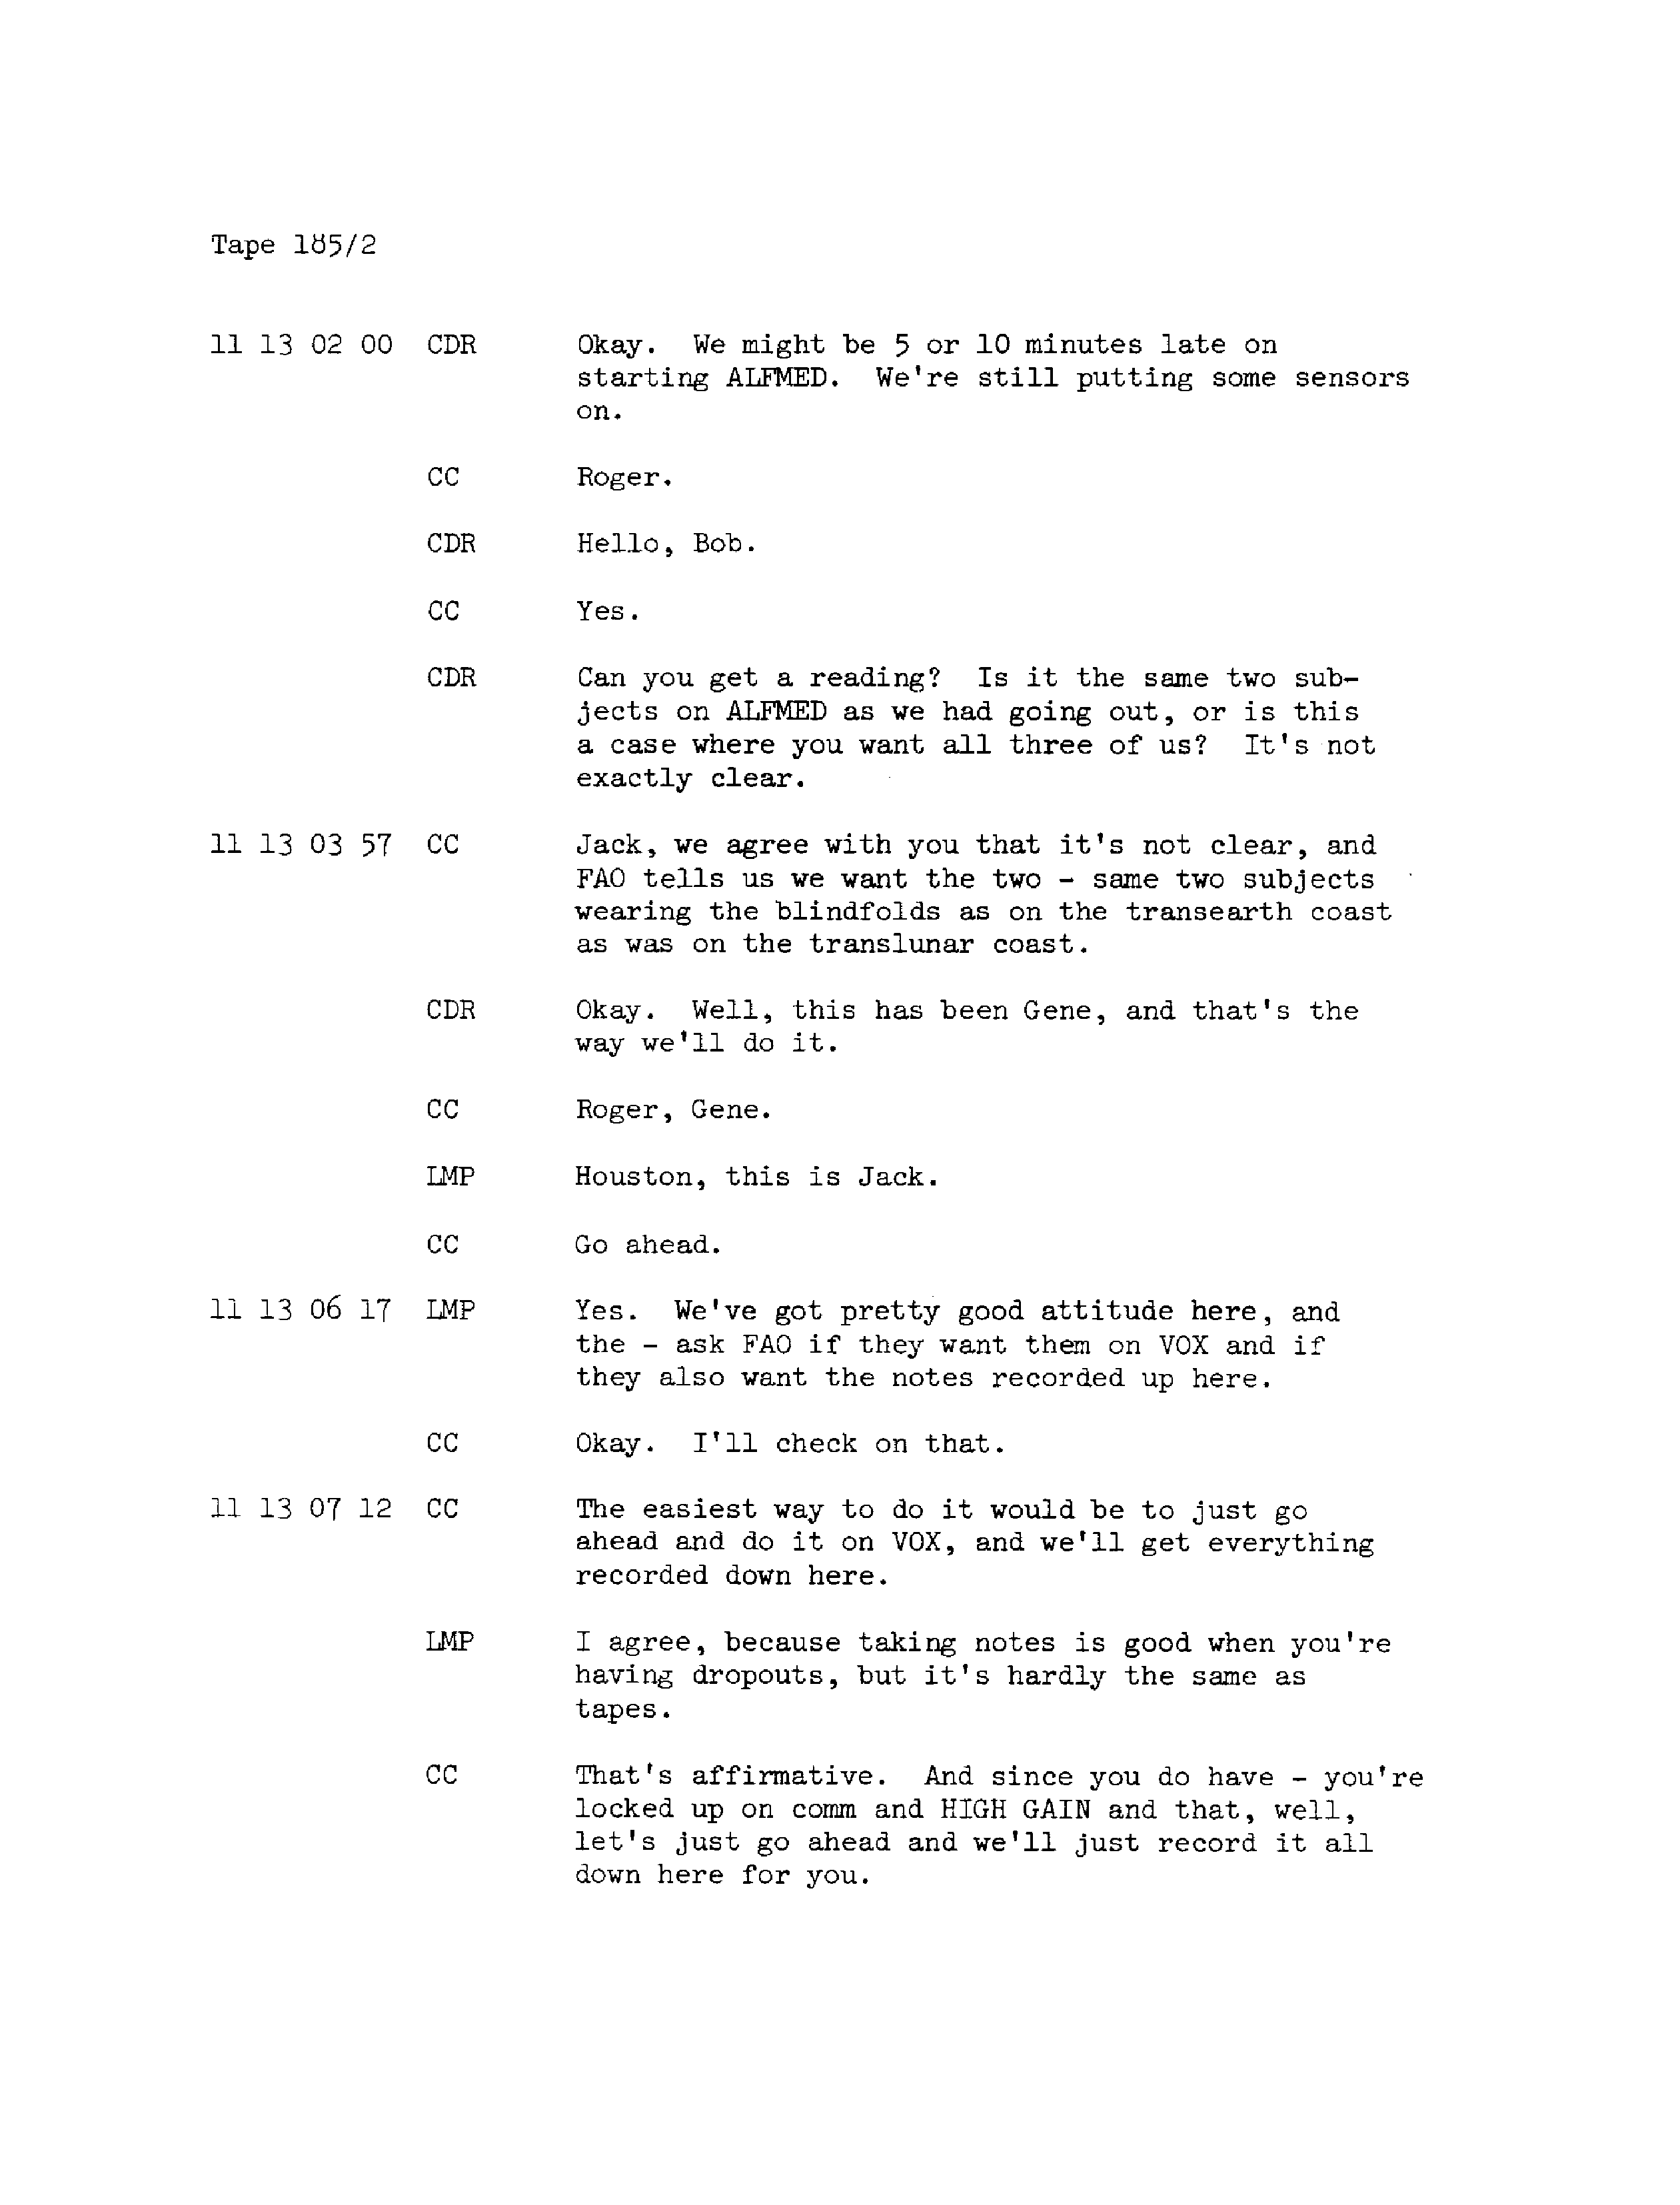 Tape 185/2
11 13 02 00 CDR Okay. We might be 5 or 10 minutes late on
starting ALFMED. We're still putting some sensors
on.
CC Roger.
CDR Hello, Bob.
CC Yes.
CDR Can you get a reading? Is it the same two sub-
jects on ALFMED as we had going out, or is this
a case where you want all three of us? It's not
exactly clear.
11 13 03 57 CC Jack, we agree with you that it's not clear, and
FAO tells us we want the two - same two subjects
wearing the blindfolds as on the transearth coast
as was on the translunar coast.
CDR Okay. Well, this has been Gene, and that's the
way we'll do it.
CC Roger, Gene.
LMP Houston, this is Jack.
CC Go ahead.
11 13 06 17 LMP Yes. We've got pretty good attitude here, and
the - ask FAO if they want them on VOX and if
they also want the notes recorded up here.
CC Okay. I'll check on that.
11 13 07 12 CC The easiest way to do it would be to just go
ahead and do it on VOX, and we'll get everything
recorded down here.
LMP I agree, because taking notes is good when you're
having dropouts, but it's hardly the same as
tapes.
CC That's affirmative. And since you do have - you're
locked up on comm and HIGH GAIN and that, well,
let's just go ahead and we'll just record it all
down here for you.